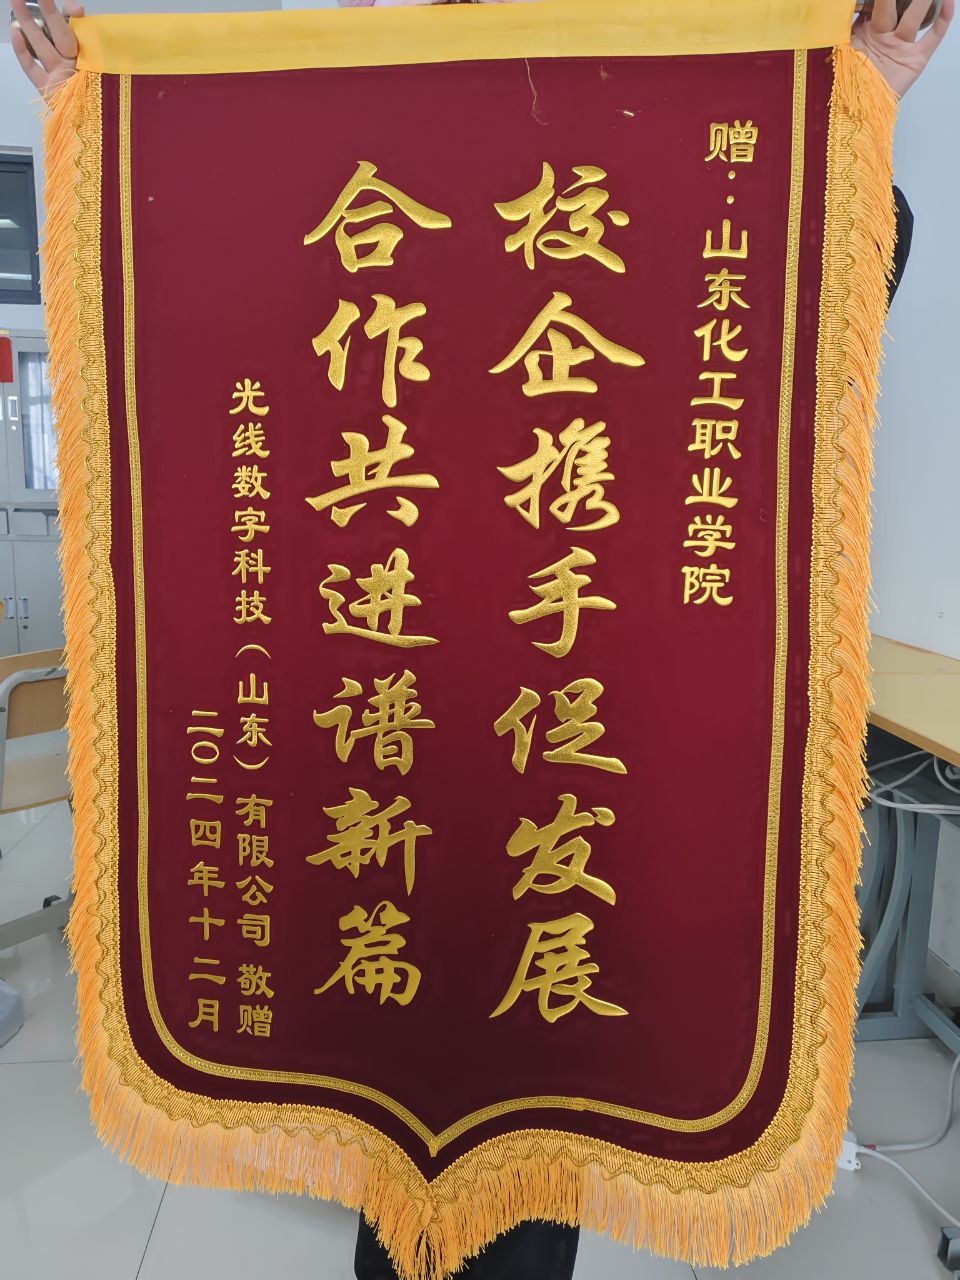 赠：山东化工职业学院
校企携手促发展
合作共进谱新篇
光线数字科技（山东）有限公司 敬赠
二〇二四年十二月